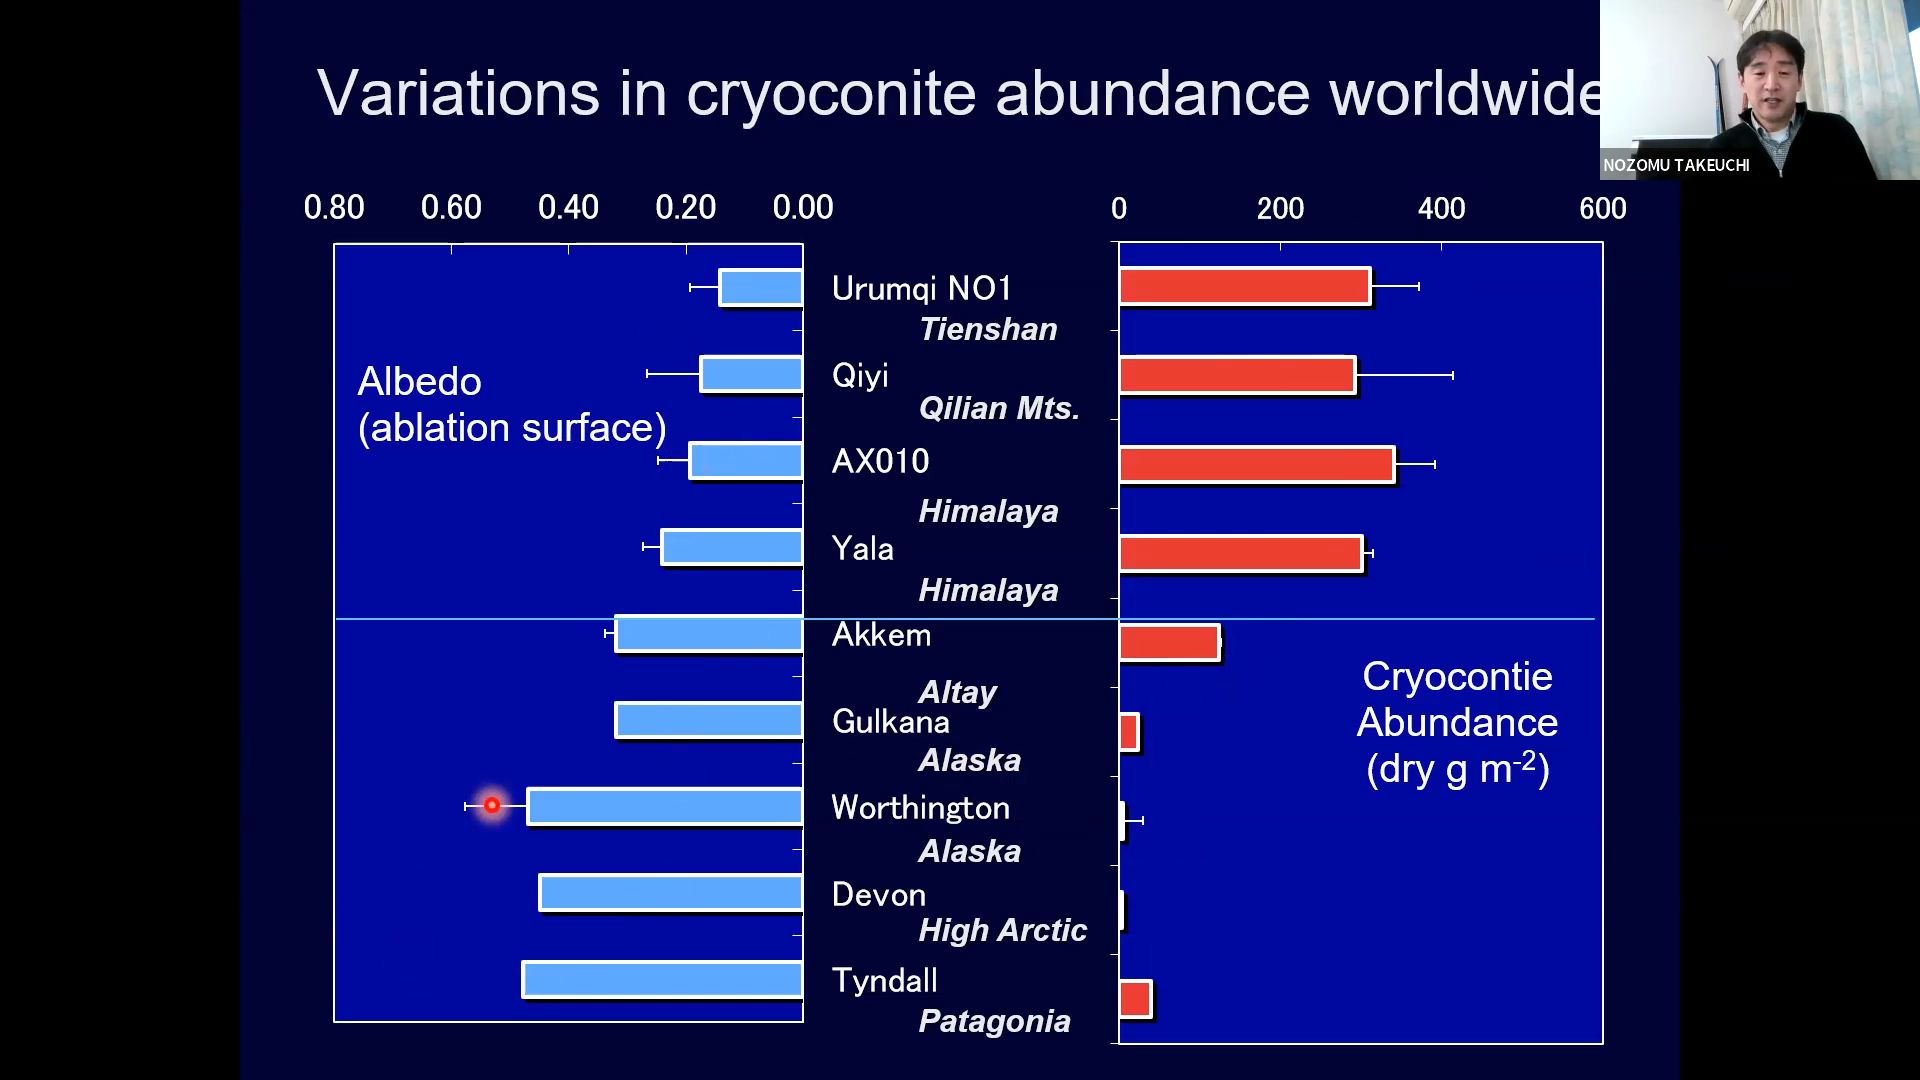 Variations in cryoconite abundance worldwide
NOZOMU TAKEUCHI
0.80 0.60 0.40 0.20 0.00
0 200 400 600
Albedo
(ablation surface)
Urumqi NO1
Tienshan
Qiyi
Qilian Mts.
AX010
Himalaya
Yala
Himalaya
Akkem
Altay
Gulkana
Alaska
Worthington
Alaska
Devon
High Arctic
Tyndall
Patagonia
Cryocontie
Abundance
(dry g m-2)